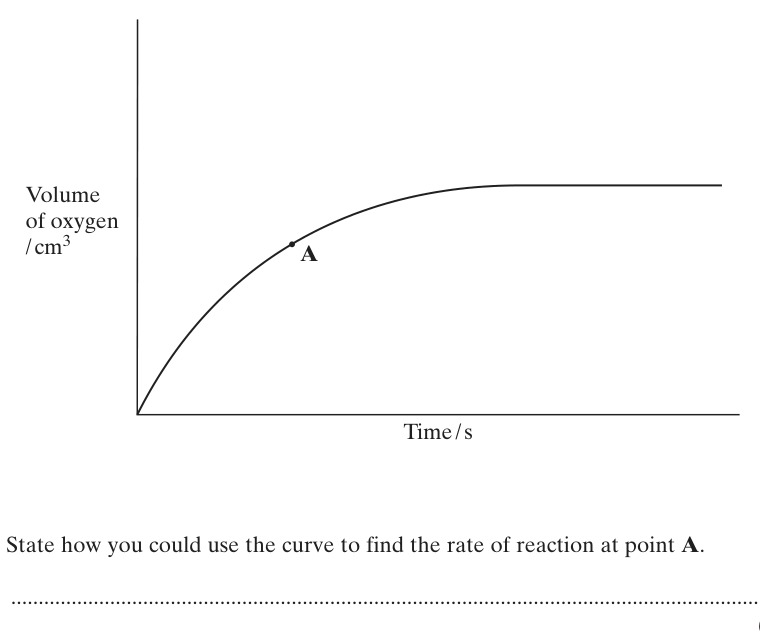 Volume
of oxygen
/cm³
A
Time/s
State how you could use the curve to find the rate of reaction at point A.